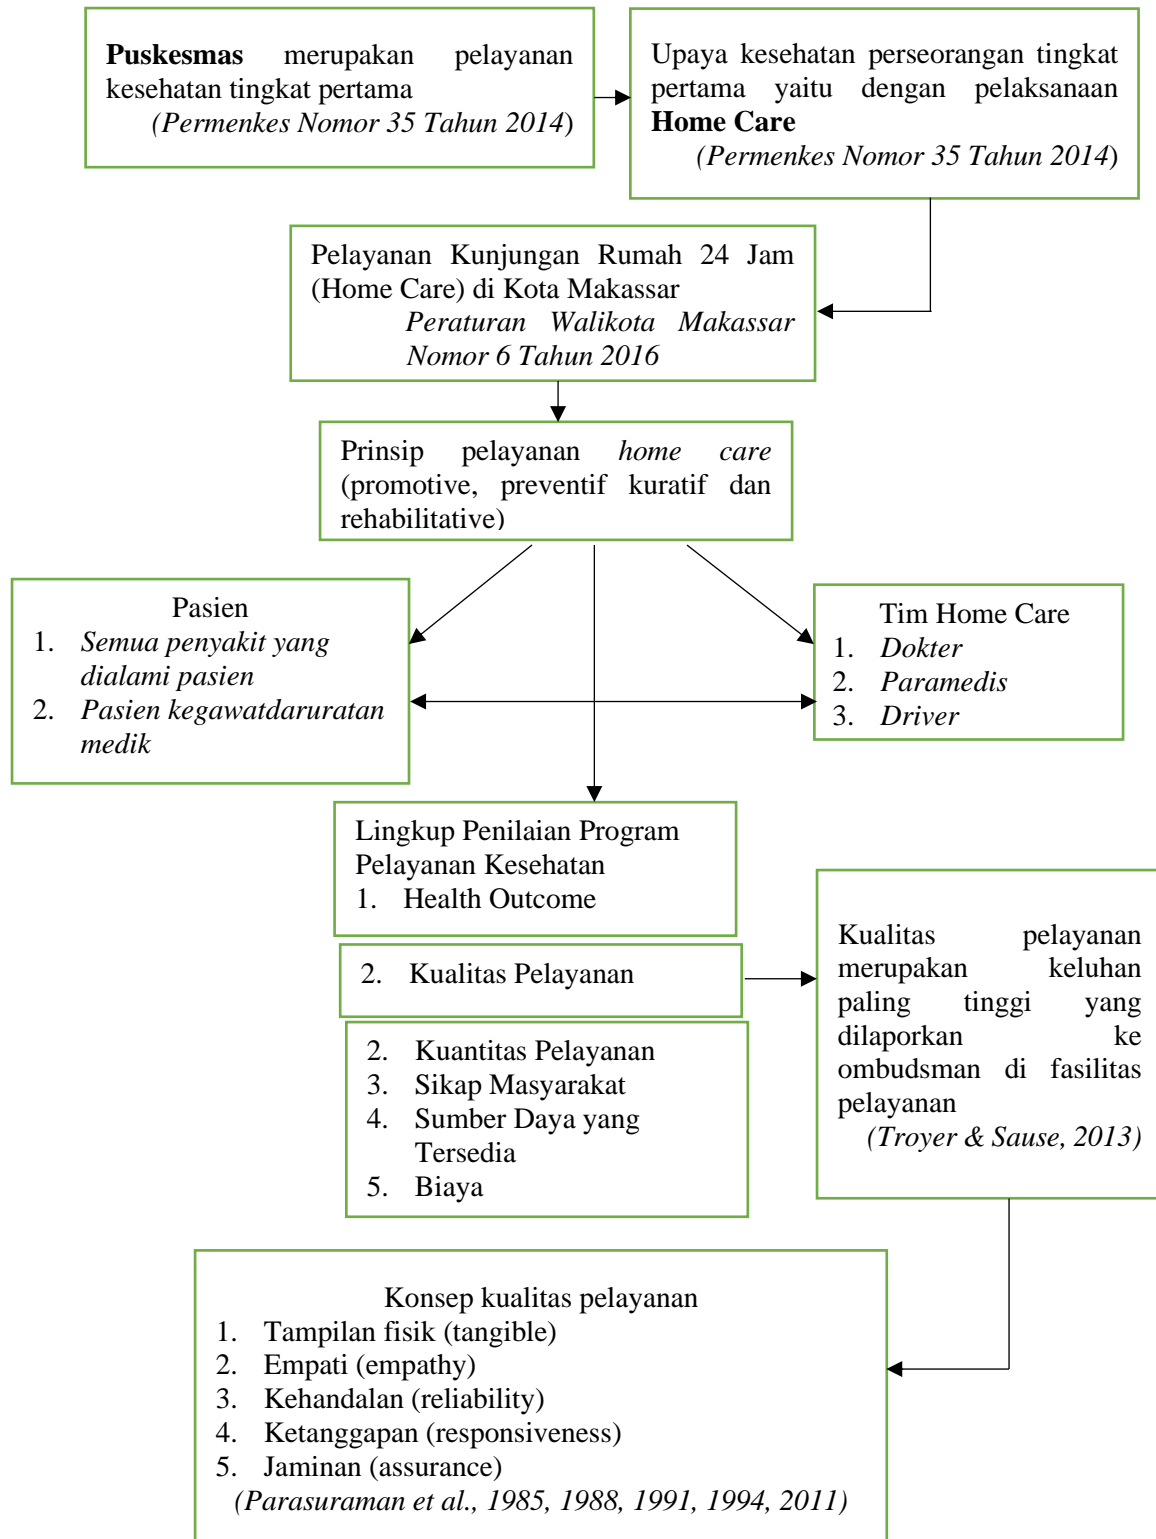 Puskesmas merupakan pelayanan
kesehatan tingkat pertama
(Permenkes Nomor 35 Tahun 2014)
Upaya kesehatan perseorangan tingkat
pertama yaitu dengan pelaksanaan
Home Care
(Permenkes Nomor 35 Tahun 2014)
Pelayanan Kunjungan Rumah 24 Jam
(Home Care) di Kota Makassar
Peraturan Walikota Makassar
Nomor 6 Tahun 2016
Prinsip pelayanan home care
(promotive, preventif kuratif dan
rehabilitative)
Pasien
1. Semua penyakit yang
dialami pasien
2. Pasien kegawatdaruratan
medik
Tim Home Care
1. Dokter
2. Paramedis
3. Driver
Lingkup Penilaian Program
Pelayanan Kesehatan
1. Health Outcome
2. Kualitas Pelayanan
2. Kuantitas Pelayanan
3. Sikap Masyarakat
4. Sumber Daya yang
Tersedia
5. Biaya
Kualitas pelayanan
merupakan keluhan
paling tinggi yang
dilaporkan ke
ombudsman di fasilitas
pelayanan
(Troyer & Sause, 2013)
Konsep kualitas pelayanan
1. Tampilan fisik (tangible)
2. Empati (empathy)
3. Kehandalan (reliability)
4. Ketanggapan (responsiveness)
5. Jaminan (assurance)
(Parasuraman et al., 1985, 1988, 1991, 1994, 2011)